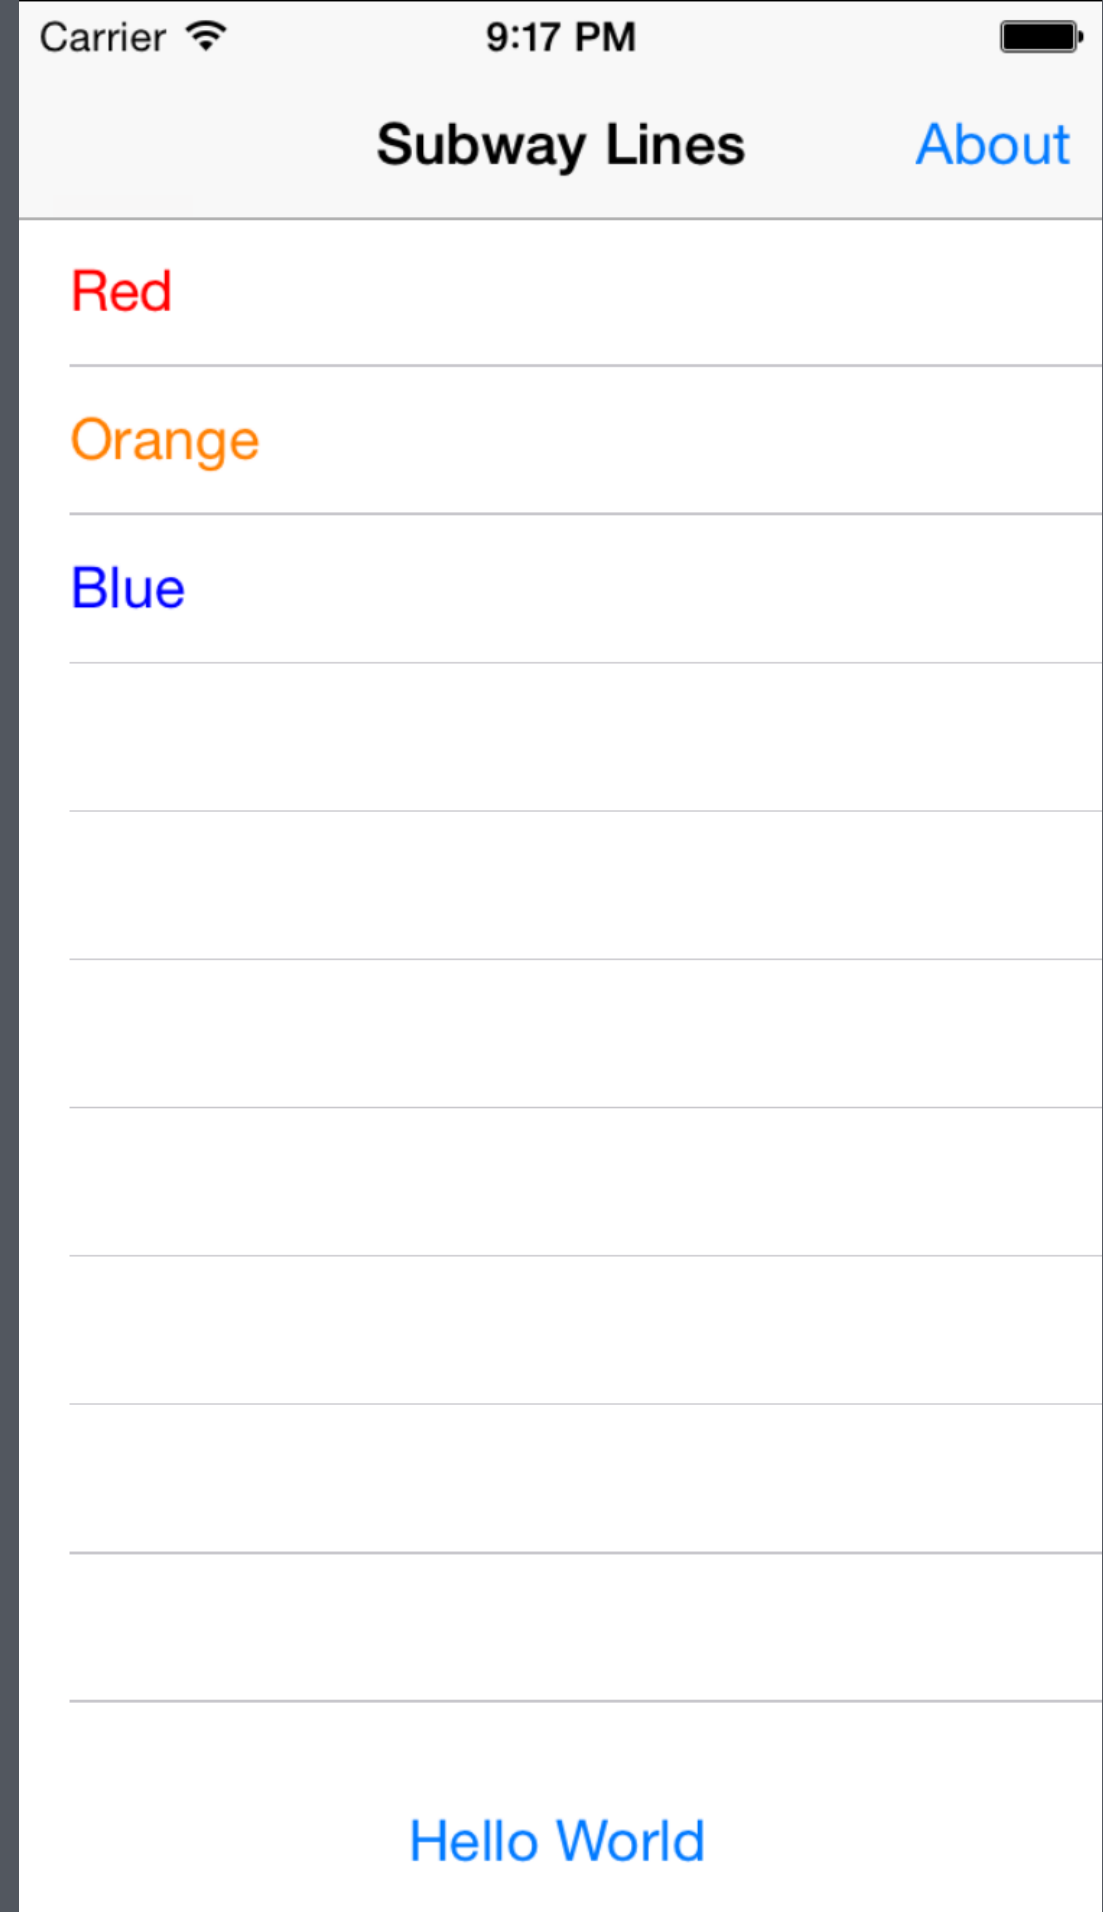 Carrier 9:17 PM
Subway Lines About
Red
Orange
Blue
Hello World